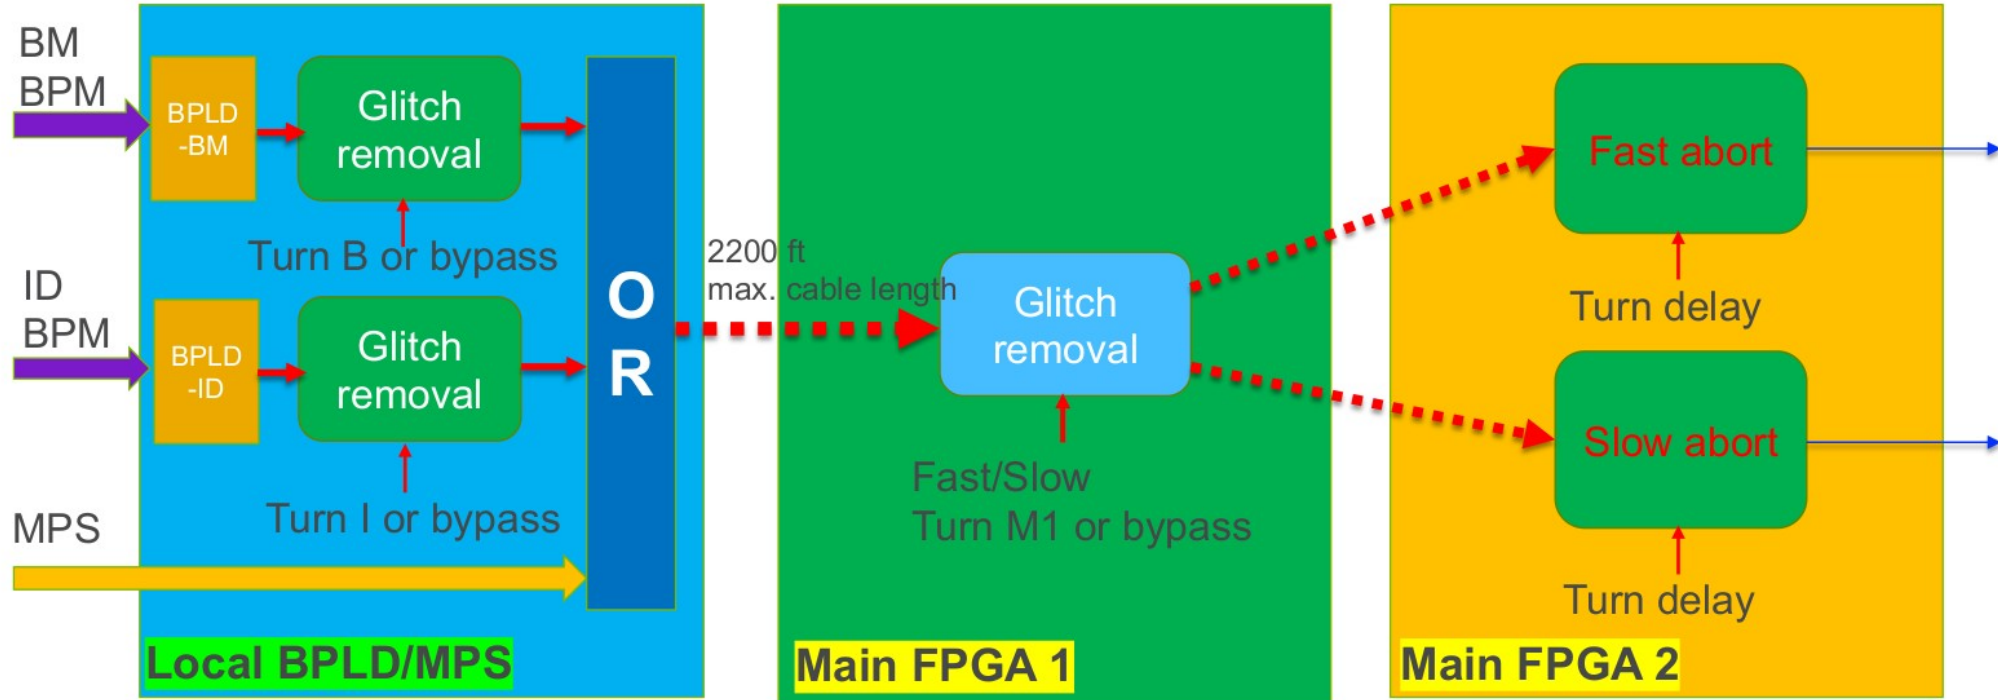 BM
BPM
BPLD
-BM
Glitch
removal
Turn B or bypass
ID
BPM
BPLD
-ID
Glitch
removal
Turn I or bypass
MPS
O
R
Local BPLD/MPS
2200 ft
max. cable length
Glitch
removal
Fast/Slow
Turn M1 or bypass
Main FPGA 1
Fast abort
Turn delay
Slow abort
Turn delay
Main FPGA 2